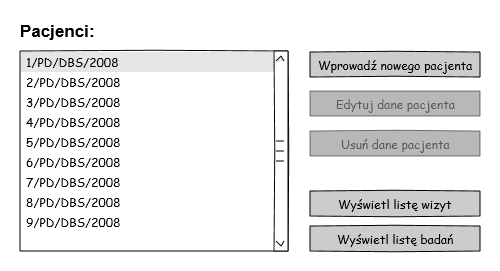 Pacjenci:
1/PD/DBS/2008
2/PD/DBS/2008
3/PD/DBS/2008
4/PD/DBS/2008
5/PD/DBS/2008
6/PD/DBS/2008
7/PD/DBS/2008
8/PD/DBS/2008
9/PD/DBS/2008
Wprowadź nowego pacjenta
Edytuj dane pacjenta
Usuń dane pacjenta
Wyświetl listę wizyt
Wyświetl listę badań